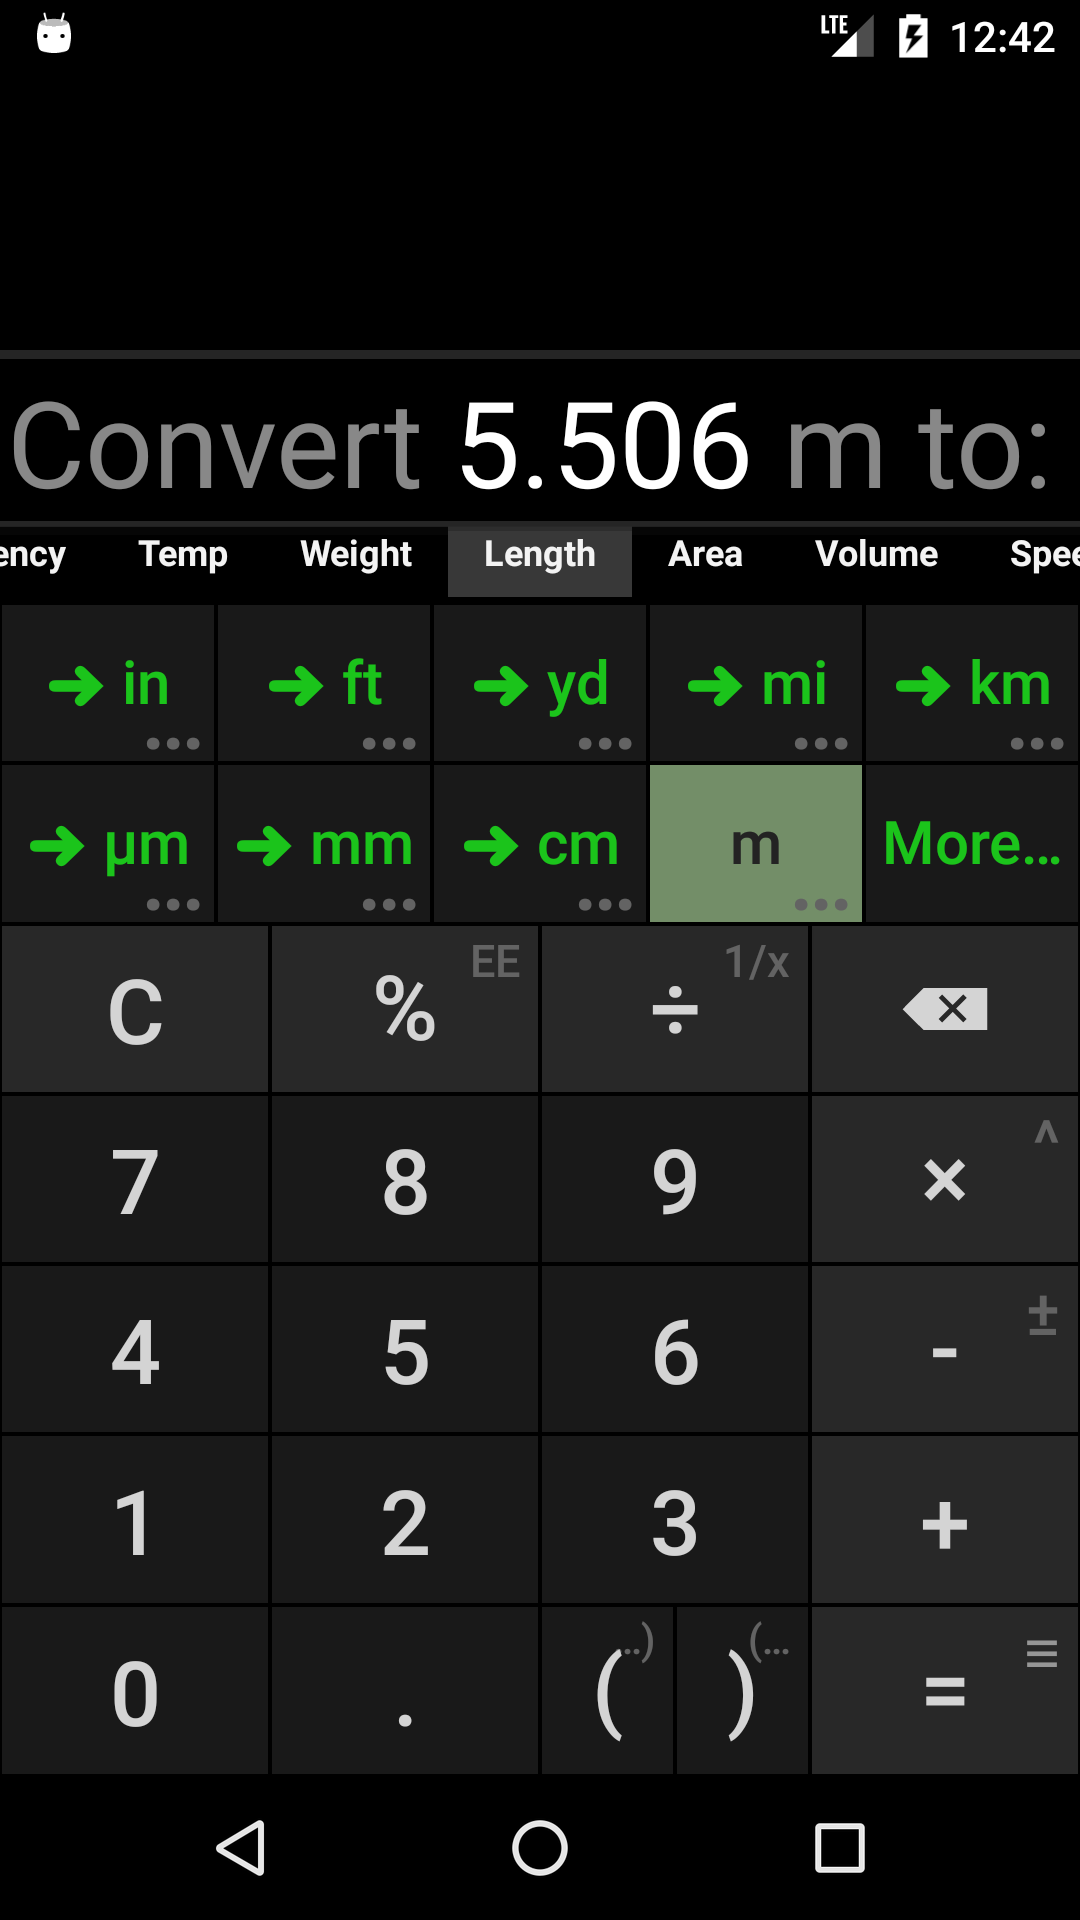 LTE 12:42
Convert 5.506 m to:
ency Temp Weight Length Area Volume Spee
in ft yd mi km
µm mm cm m More...
C % EE ÷ 1/x
7 8 9 × ^
4 5 6 - ±
1 2 3 +
0 . ( ..) ) (... =